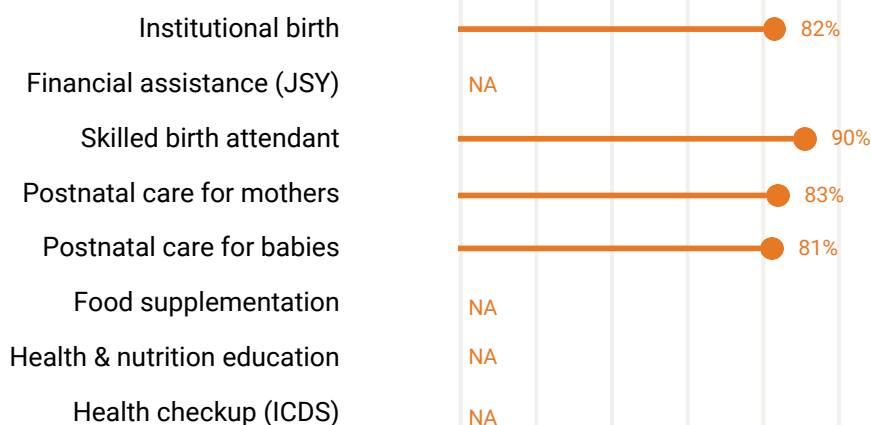 Institutional birth 82%
Financial assistance (JSY) NA
Skilled birth attendant 90%
Postnatal care for mothers 83%
Postnatal care for babies 81%
Food supplementation NA
Health & nutrition education NA
Health checkup (ICDS) NA